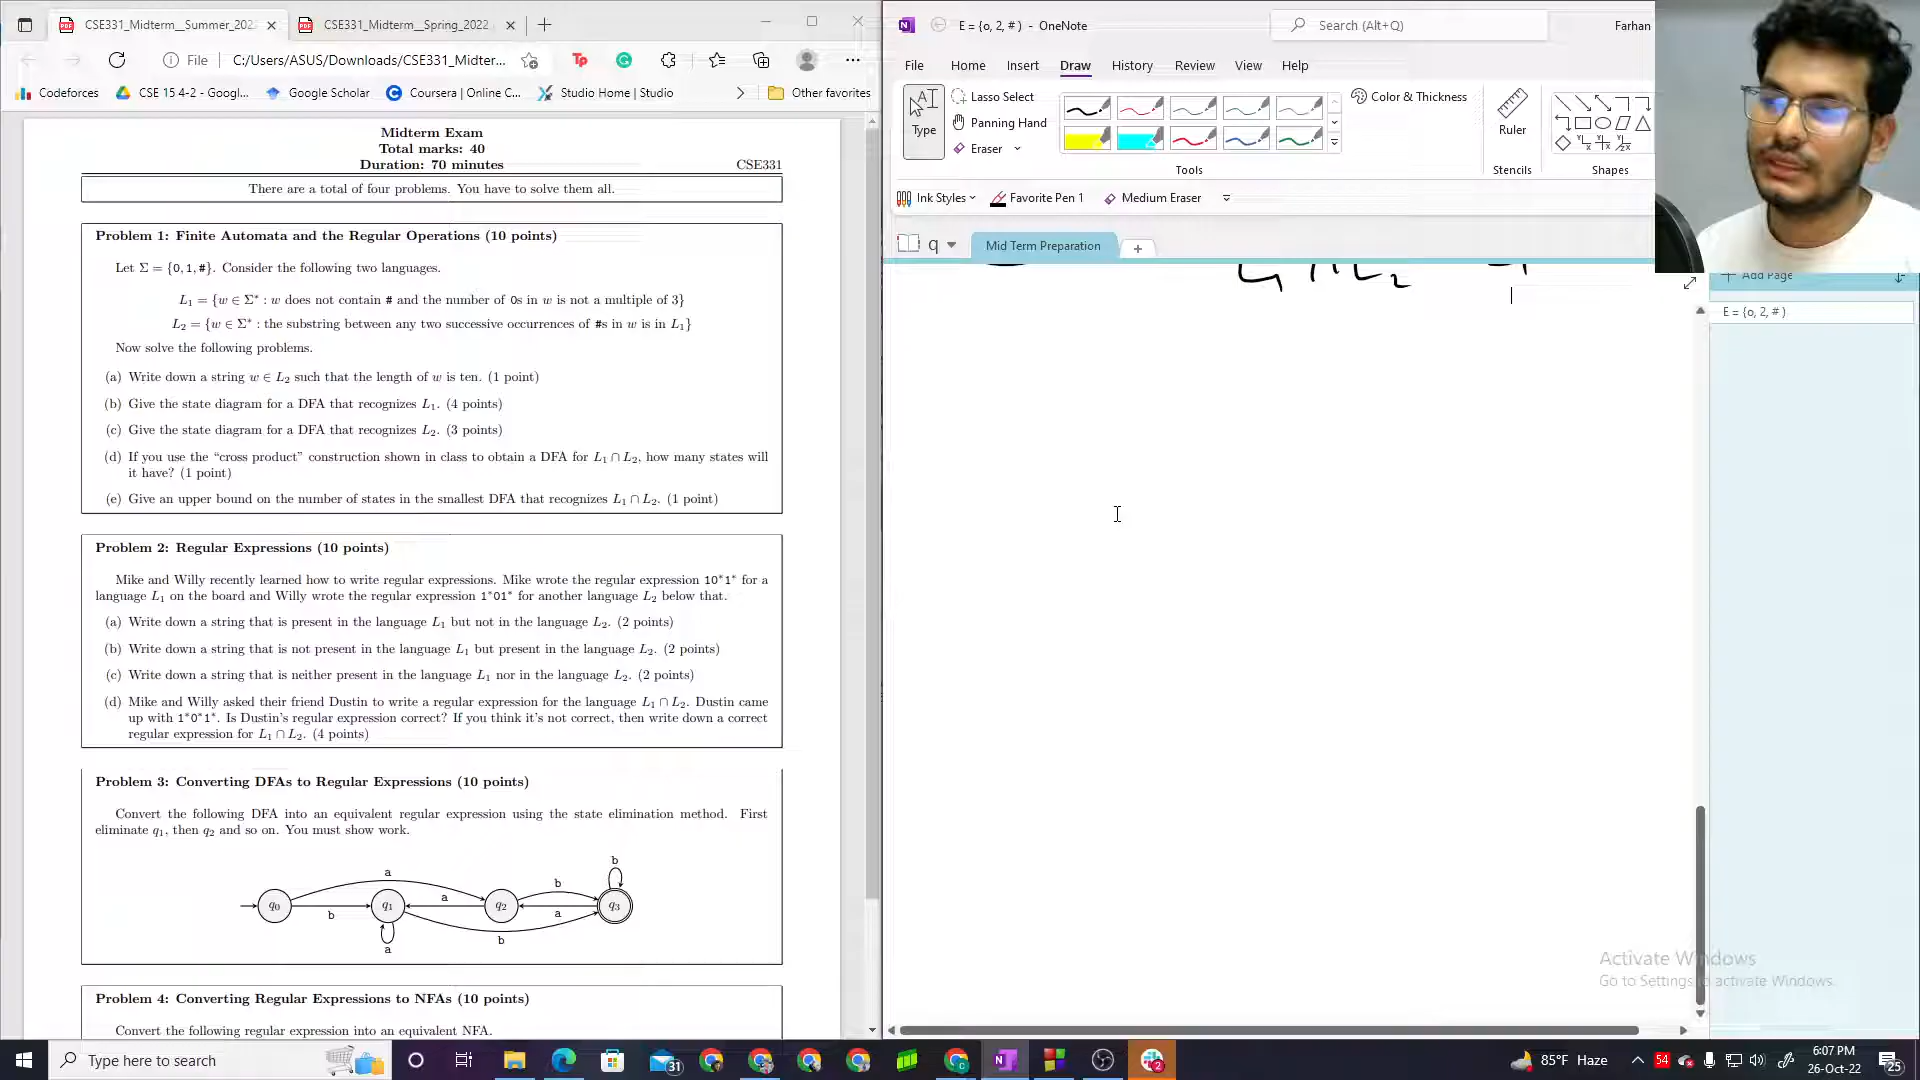 CSE331_Midterm__Summer_202
CSE331_Midterm__Spring_2022
File
C:/Users/ASUS/Downloads/CSE331_Midter...
Codeforces
CSE 15 4-2 - Googl...
Google Scholar
Coursera | Online C...
Studio Home | Studio
Other favorites
Midterm Exam
Total marks: 40
Duration: 70 minutes
CSE331
There are a total of four problems. You have to solve them all.
Problem 1: Finite Automata and the Regular Operations (10 points)
Let Σ = {0, 1, #}. Consider the following two languages.
L₁ = {w ∈ Σ* : w does not contain # and the number of 0s in w is not a multiple of 3}
L₂ = {w ∈ Σ* : the substring between any two successive occurrences of #s in w is in L₁}
Now solve the following problems.
(a) Write down a string w ∈ L₂ such that the length of w is ten. (1 point)
(b) Give the state diagram for a DFA that recognizes L₁. (4 points)
(c) Give the state diagram for a DFA that recognizes L₂. (3 points)
(d) If you use the “cross product” construction shown in class to obtain a DFA for L₁ ∩ L₂, how many states will
it have? (1 point)
(e) Give an upper bound on the number of states in the smallest DFA that recognizes L₁ ∩ L₂. (1 point)
Problem 2: Regular Expressions (10 points)
Mike and Willy recently learned how to write regular expressions. Mike wrote the regular expression 10*1* for a
language L₁ on the board and Willy wrote the regular expression 1*01* for another language L₂ below that.
(a) Write down a string that is present in the language L₁ but not in the language L₂. (2 points)
(b) Write down a string that is not present in the language L₁ but present in the language L₂. (2 points)
(c) Write down a string that is neither present in the language L₁ nor in the language L₂. (2 points)
(d) Mike and Willy asked their friend Dustin to write a regular expression for the language L₁ ∩ L₂. Dustin came
up with 1*0*1*. Is Dustin's regular expression correct? If you think it's not correct, then write down a correct
regular expression for L₁ ∩ L₂. (4 points)
Problem 3: Converting DFAs to Regular Expressions (10 points)
Convert the following DFA into an equivalent regular expression using the state elimination method. First
eliminate q₁, then q₂ and so on. You must show work.
b
a
b
q₀
b
q₁
a
q₂
a
q₃
b
a
Problem 4: Converting Regular Expressions to NFAs (10 points)
Convert the following regular expression into an equivalent NFA.
E = {o, 2, # ) - OneNote
Search (Alt+Q)
Farhan
File
Home
Insert
Draw
History
Review
View
Help
Type
Lasso Select
Panning Hand
Eraser
Color & Thickness
Ruler
Tools
Stencils
Shapes
Ink Styles
Favorite Pen 1
Medium Eraser
q
Mid Term Preparation
L₁ ∩ L₂
Add Page
E = {o, 2, # )
Activate Windows
Go to Settings to activate Windows.
Type here to search
31
2
85°F Haze
54
6:07 PM
26-Oct-22
25